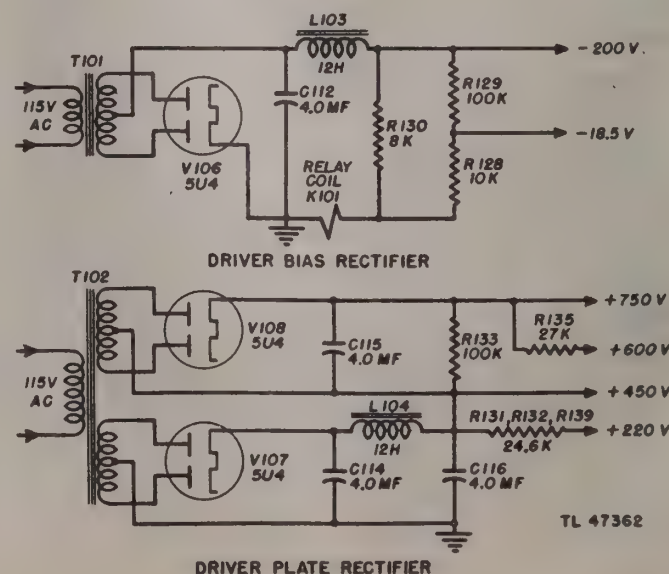 L103
12H
T101
115V
AC
V106
5U4
C112
4.0 MF
R130
8K
RELAY
COIL
K101
R129
100K
R128
10K
-200 V.
-18.5 V
DRIVER BIAS RECTIFIER
T102
115V
AC
V108
5U4
C115
4.0 MF
R133
100K
R135
27K
+750 V
+600 V
+450 V
L104
12H
R131, R132, R139
24.6K
+220 V
V107
5U4
C114
4.0 MF
C116
4.0 MF
TL 47362
DRIVER PLATE RECTIFIER